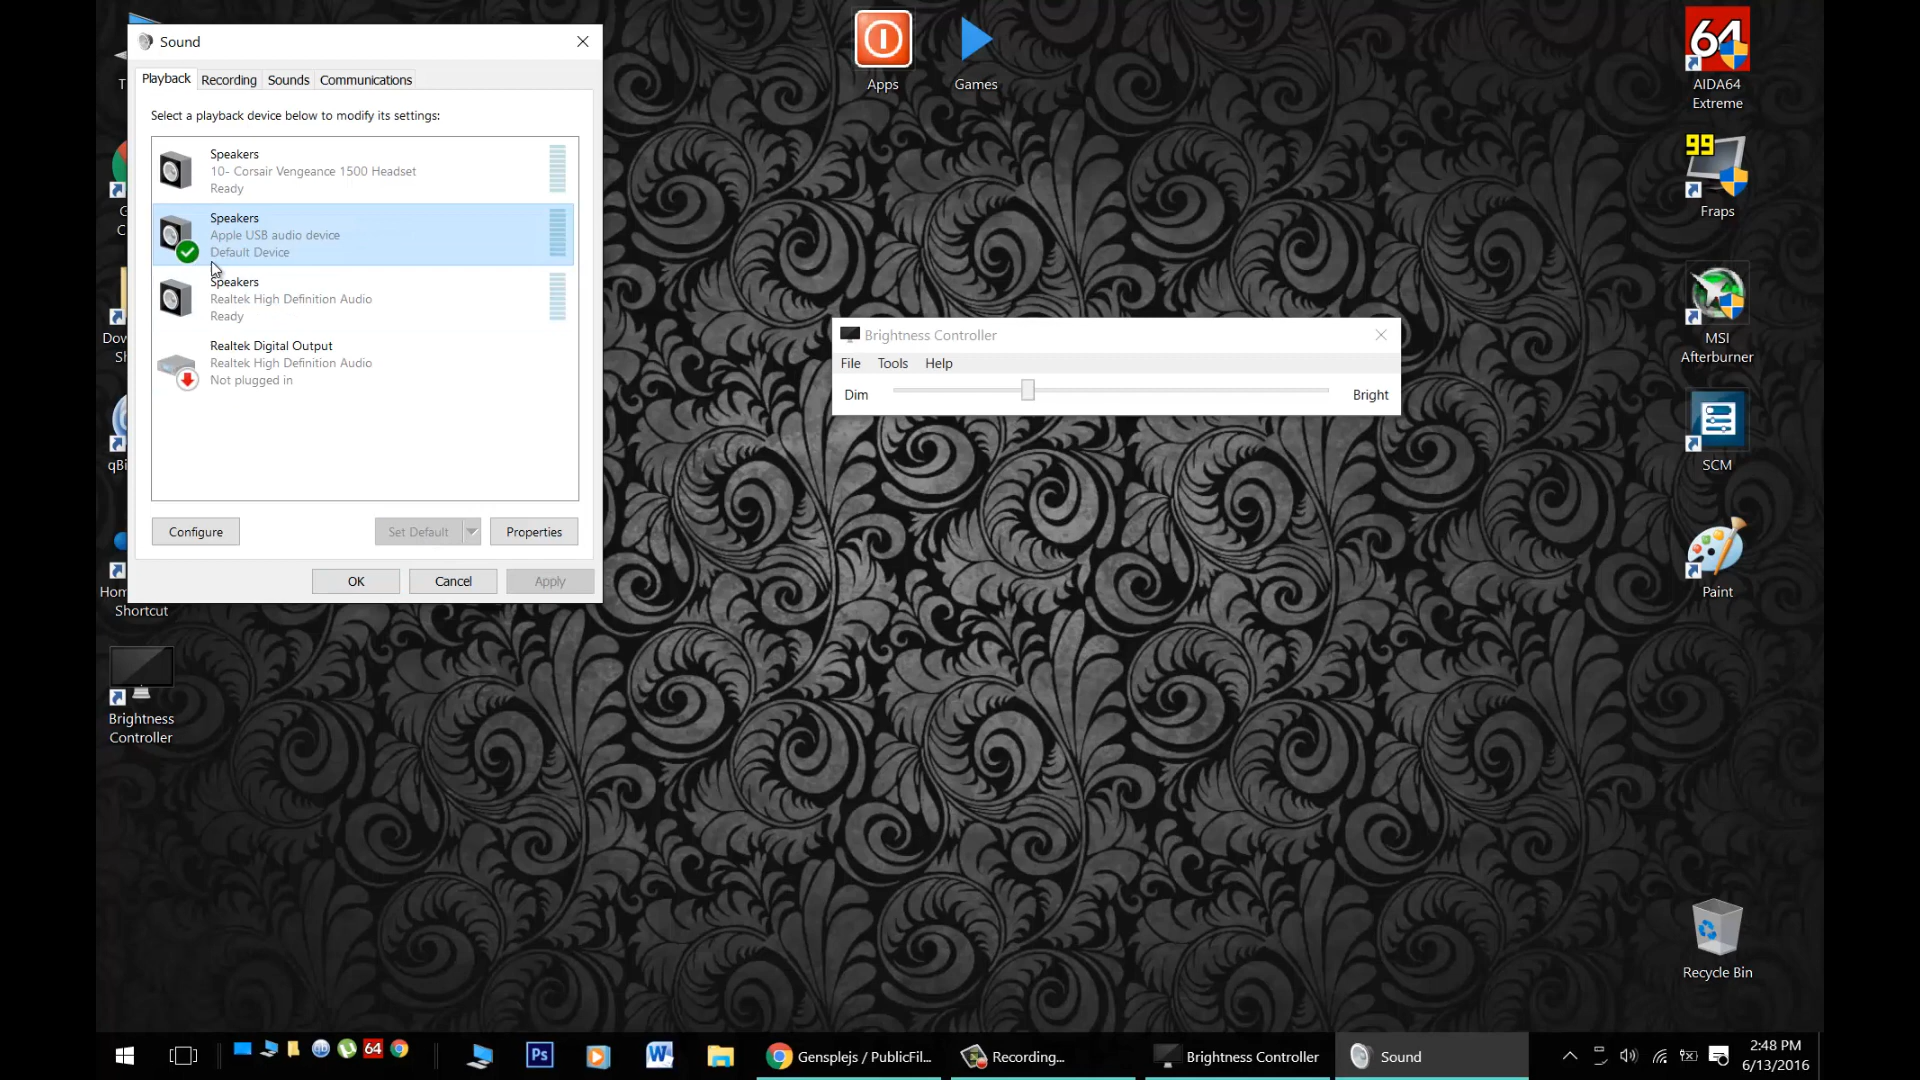 Sound
Playback
Recording
Sounds
Communications
Select a playback device below to modify its settings:
Speakers
10- Corsair Vengeance 1500 Headset
Ready
Speakers
Apple USB audio device
Default Device
Speakers
Realtek High Definition Audio
Ready
Realtek Digital Output
Realtek High Definition Audio
Not plugged in
Configure
Set Default
Properties
OK
Cancel
Apply
Shortcut
Brightness
Controller
Apps
Games
Brightness Controller
File
Tools
Help
Dim
Bright
64
AIDA64
Extreme
99
Fraps
MSI
Afterburner
SCM
Paint
Recycle Bin
64
Ps
Gensplejs / PublicFil...
Recording...
Brightness Controller
Sound
2:48 PM
6/13/2016